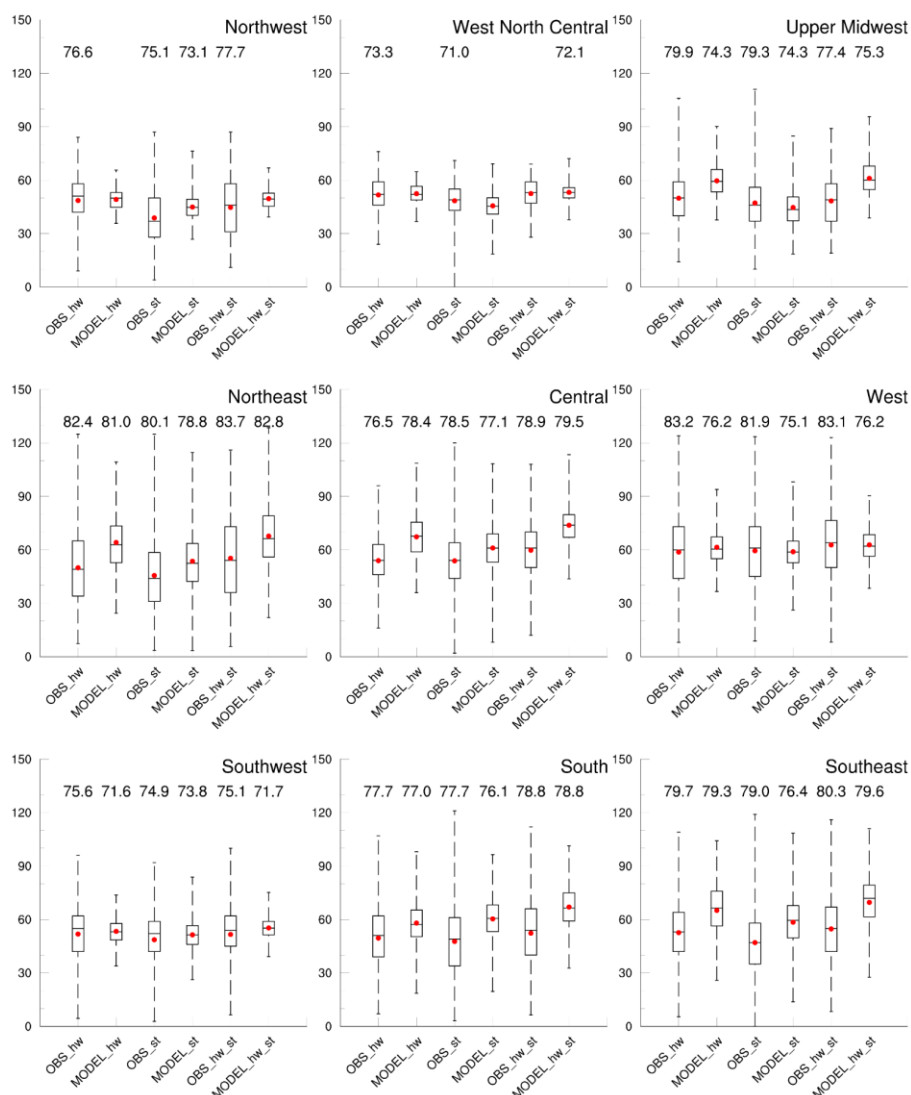 150 Northwest 150 West North Central 150 Upper Midwest
76.6 75.1 73.1 77.7 73.3 71.0 72.1 79.9 74.3 79.3 74.3 77.4 75.3
120 120 120
90 90 90
60 60 60
30 30 30
0 0 0
OBS_hw MODEL_hw OBS_st MODEL_st OBS_hw_st MODEL_hw_st OBS_hw MODEL_hw OBS_st MODEL_st OBS_hw_st MODEL_hw_st OBS_hw MODEL_hw OBS_st MODEL_st OBS_hw_st MODEL_hw_st
150 Northeast 150 Central 150 West
82.4 81.0 80.1 78.8 83.7 82.8 76.5 78.4 78.5 77.1 78.9 79.5 83.2 76.2 81.9 75.1 83.1 76.2
120 120 120
90 90 90
60 60 60
30 30 30
0 0 0
OBS_hw MODEL_hw OBS_st MODEL_st OBS_hw_st MODEL_hw_st OBS_hw MODEL_hw OBS_st MODEL_st OBS_hw_st MODEL_hw_st OBS_hw MODEL_hw OBS_st MODEL_st OBS_hw_st MODEL_hw_st
150 Southwest 150 South 150 Southeast
75.6 71.6 74.9 73.8 75.1 71.7 77.7 77.0 77.7 76.1 78.8 78.8 79.7 79.3 79.0 76.4 80.3 79.6
120 120 120
90 90 90
60 60 60
30 30 30
0 0 0
OBS_hw MODEL_hw OBS_st MODEL_st OBS_hw_st MODEL_hw_st OBS_hw MODEL_hw OBS_st MODEL_st OBS_hw_st MODEL_hw_st OBS_hw MODEL_hw OBS_st MODEL_st OBS_hw_st MODEL_hw_st